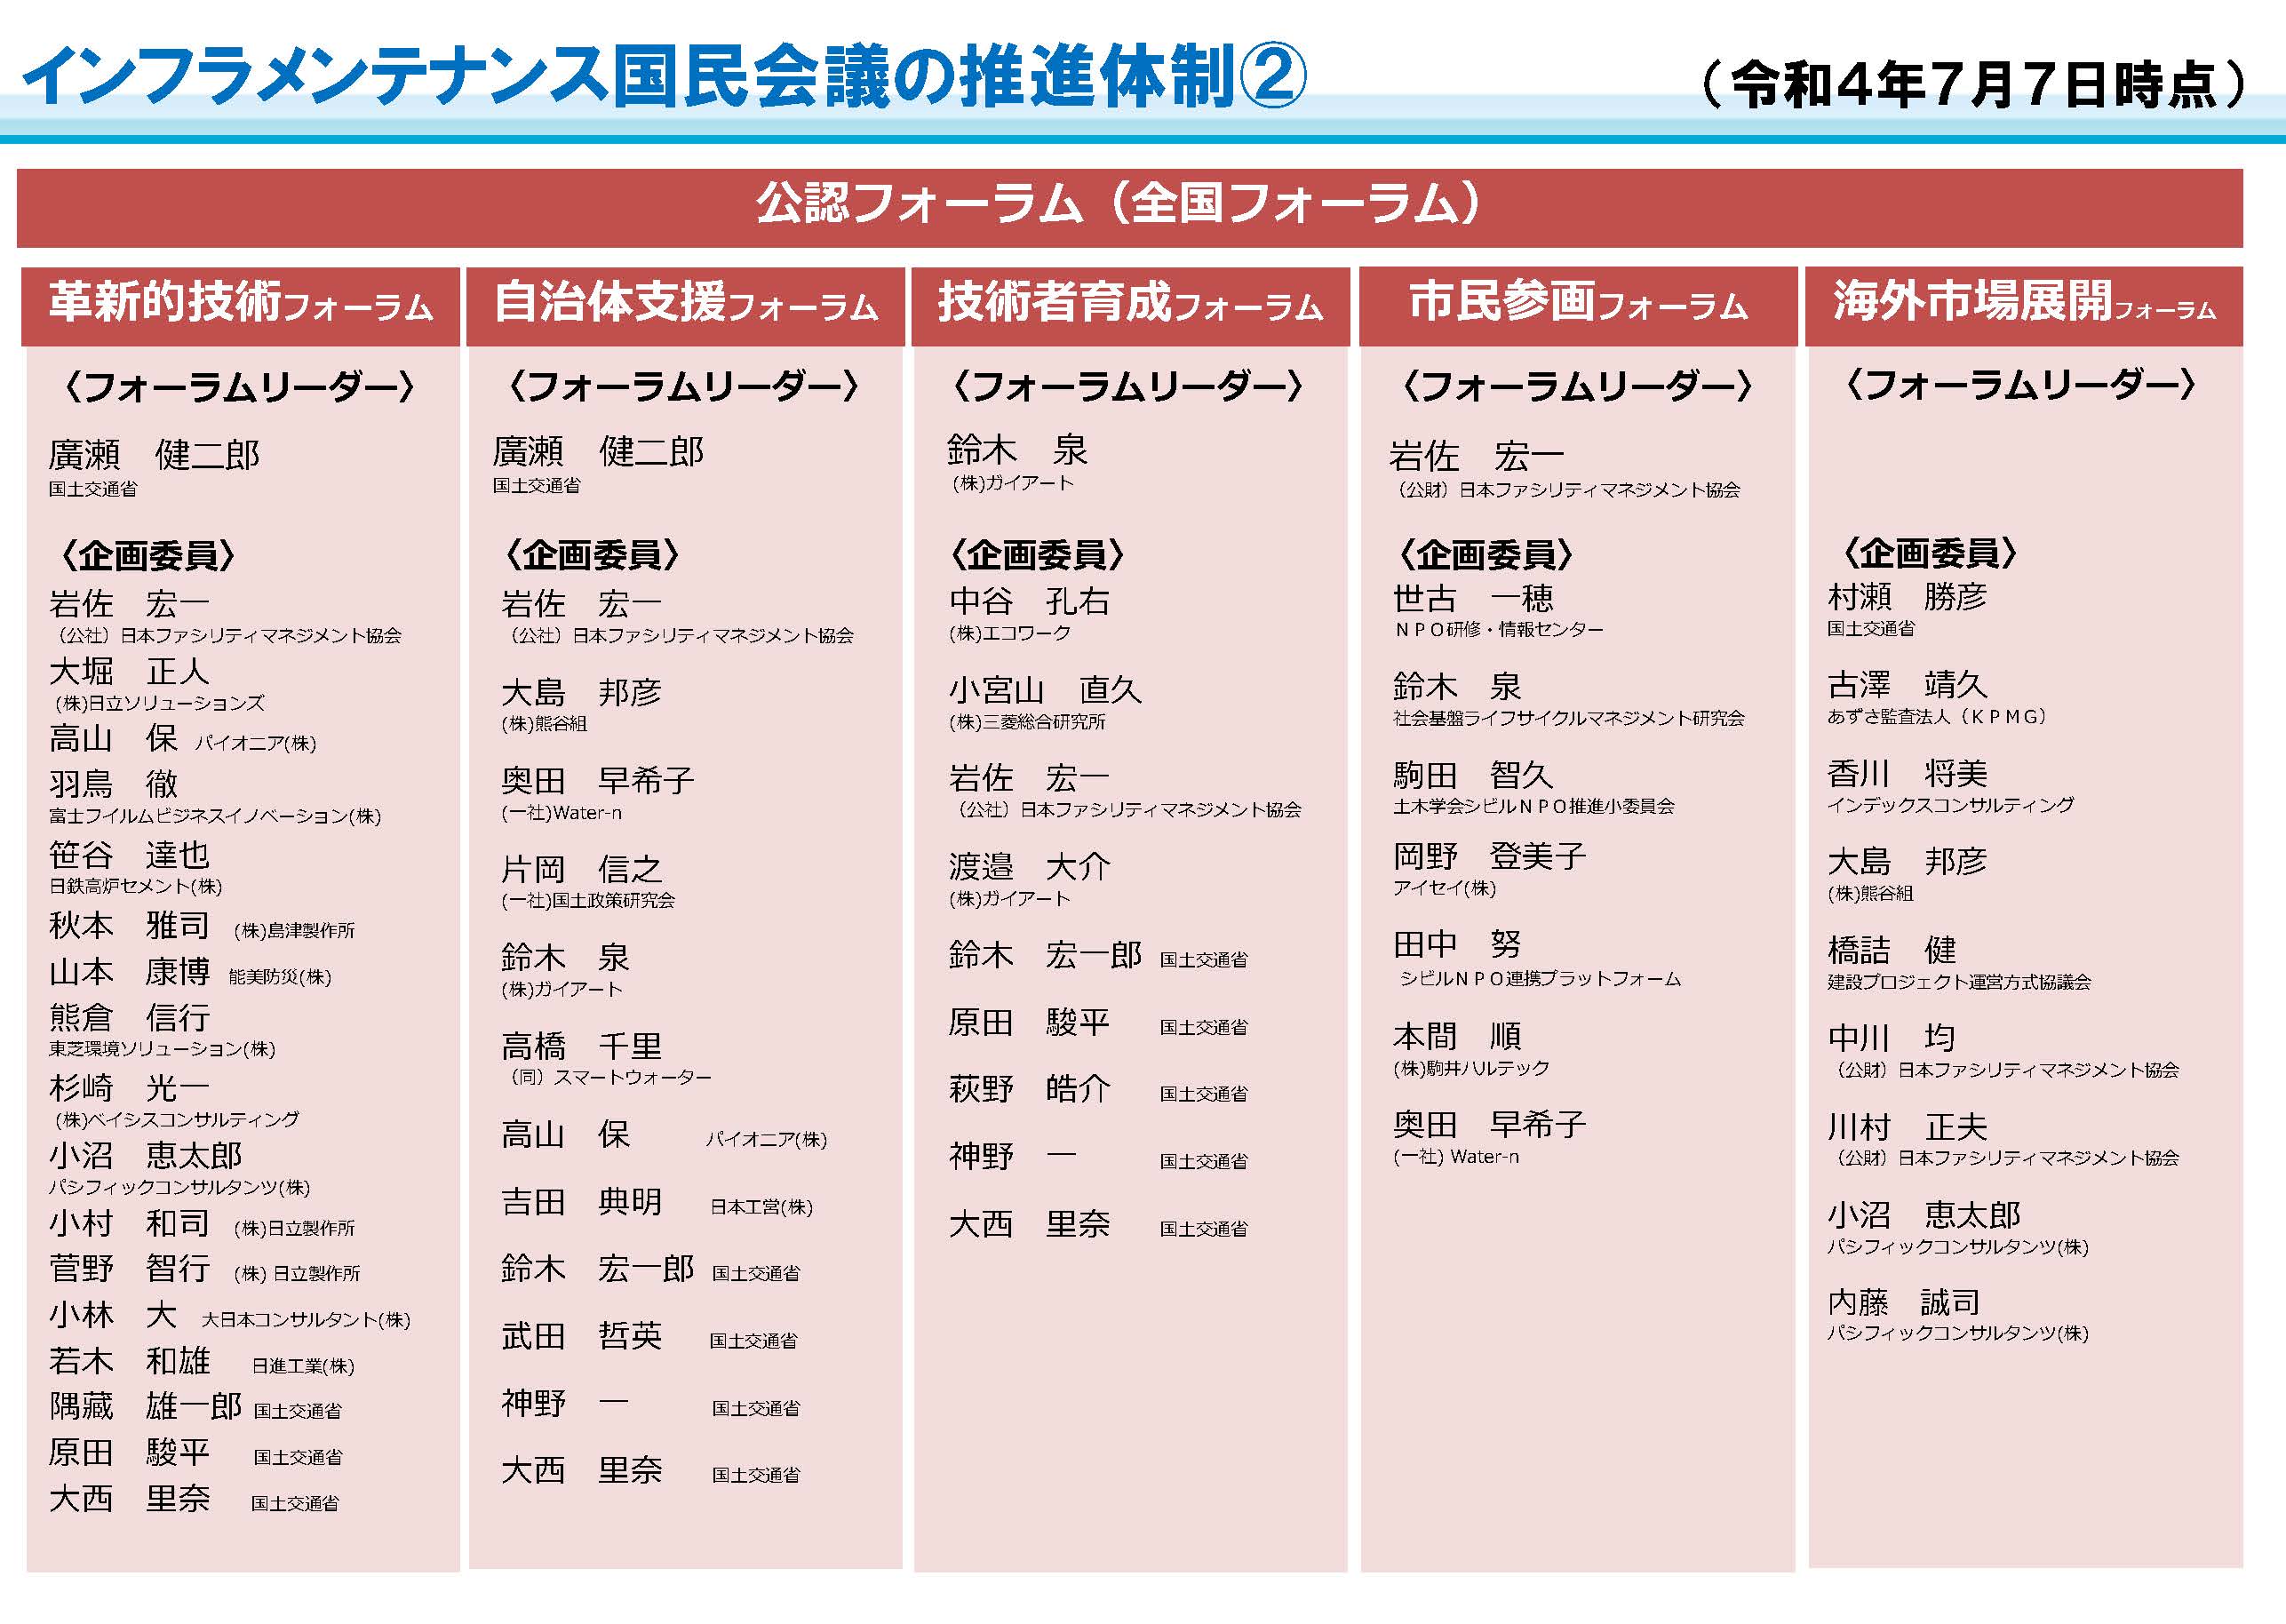 インフラメンテナンス国民会議の推進体制②
（令和４年７月７日時点）
公認フォーラム（全国フォーラム）
革新的技術フォーラム
〈フォーラムリーダー〉
廣瀬　健二郎
国土交通省
〈企画委員〉
岩佐　宏一
（公社）日本ファシリティマネジメント協会
大堀　正人
(株)日立ソリューションズ
高山　保　パイオニア(株)
羽鳥　徹
富士フイルムビジネスイノベーション(株)
笹谷　達也
日鉄高炉セメント(株)
秋本　雅司　(株)島津製作所
山本　康博　能美防災(株)
熊倉　信行
東芝環境ソリューション(株)
杉崎　光一
(株)ベイシスコンサルティング
小沼　恵太郎
パシフィックコンサルタンツ(株)
小村　和司　(株)日立製作所
菅野　智行　(株) 日立製作所
小林　大　大日本コンサルタント(株)
若木　和雄　日進工業(株)
隅蔵　雄一郎　国土交通省
原田　駿平　国土交通省
大西　里奈　国土交通省
自治体支援フォーラム
〈フォーラムリーダー〉
廣瀬　健二郎
国土交通省
〈企画委員〉
岩佐　宏一
（公社）日本ファシリティマネジメント協会
大島　邦彦
(株)熊谷組
奥田　早希子
(一社)Water-n
片岡　信之
(一社)国土政策研究会
鈴木　泉
(株)ガイアート
高橋　千里
（同）スマートウォーター
高山　保　パイオニア(株)
吉田　典明　日本工営(株)
鈴木　宏一郎　国土交通省
武田　哲英　国土交通省
神野　一　国土交通省
大西　里奈　国土交通省
技術者育成フォーラム
〈フォーラムリーダー〉
鈴木　泉
(株)ガイアート
〈企画委員〉
中谷　孔右
(株)エコワーク
小宮山　直久
(株)三菱総合研究所
岩佐　宏一
（公社）日本ファシリティマネジメント協会
渡邉　大介
(株)ガイアート
鈴木　宏一郎　国土交通省
原田　駿平　国土交通省
萩野　皓介　国土交通省
神野　一　国土交通省
大西　里奈　国土交通省
市民参画フォーラム
〈フォーラムリーダー〉
岩佐　宏一
（公財）日本ファシリティマネジメント協会
〈企画委員〉
世古　一穂
ＮＰＯ研修・情報センター
鈴木　泉
社会基盤ライフサイクルマネジメント研究会
駒田　智久
土木学会シビルＮＰＯ推進小委員会
岡野　登美子
アイセイ(株)
田中　努
シビルＮＰＯ連携プラットフォーム
本間　順
(株)駒井ハルテック
奥田　早希子
(一社) Water-n
海外市場展開フォーラム
〈フォーラムリーダー〉
〈企画委員〉
村瀬　勝彦
国土交通省
古澤　靖久
あずさ監査法人（ＫＰＭＧ）
香川　将美
インデックスコンサルティング
大島　邦彦
(株)熊谷組
橋詰　健
建設プロジェクト運営方式協議会
中川　均
（公財）日本ファシリティマネジメント協会
川村　正夫
（公財）日本ファシリティマネジメント協会
小沼　恵太郎
パシフィックコンサルタンツ(株)
内藤　誠司
パシフィックコンサルタンツ(株)